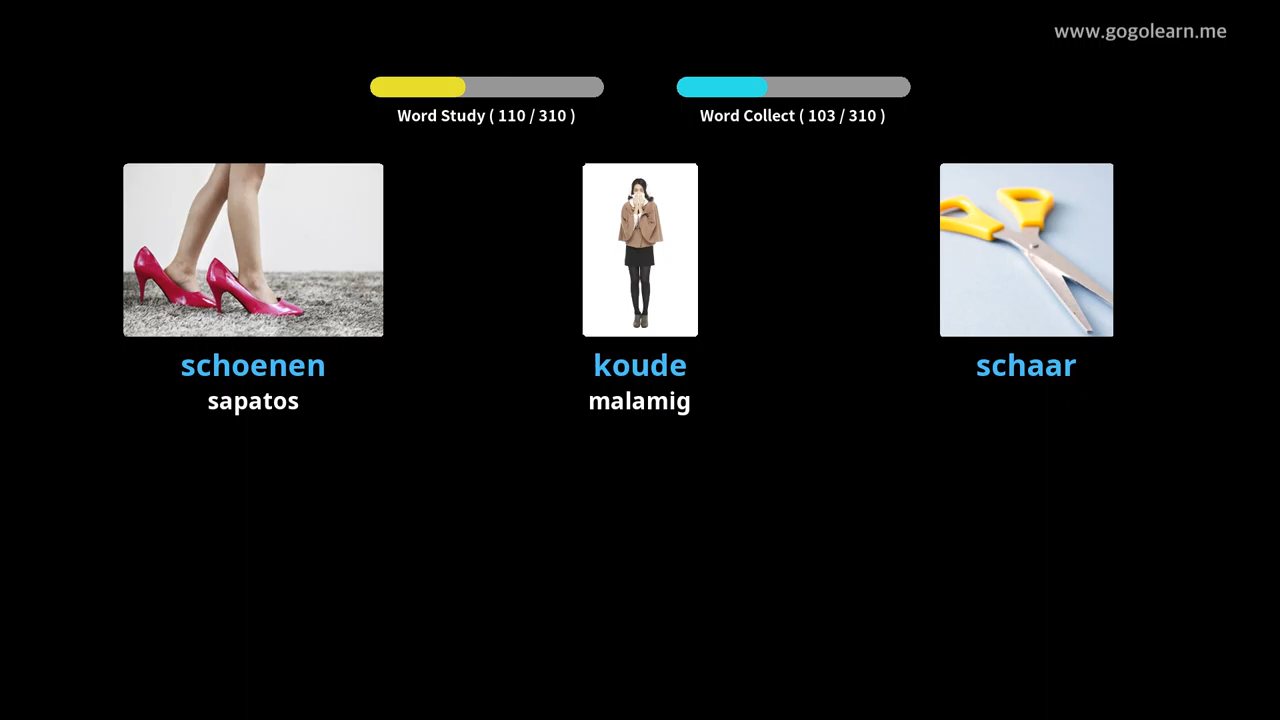 www.gogolearn.me
Word Study ( 110 / 310 )
Word Collect ( 103 / 310 )
schoenen
sapatos
koude
malamig
schaar